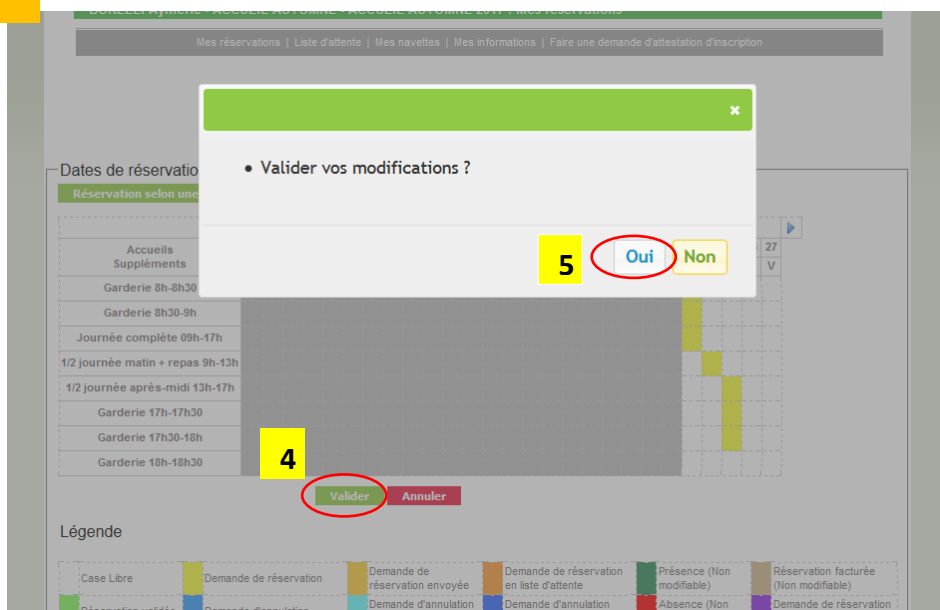 Mes réservations | Liste d'attente | Mes navettes | Mes informations | Faire une demande d'attestation d'inscription
×
• Valider vos modifications ?
5
Oui
Non
Dates de réservatio
Réservation selon une
27
Accueils
Suppléments
V
Garderie 8h-8h30
Garderie 8h30-9h
Journée complète 09h-17h
1/2 journée matin + repas 9h-13h
1/2 journée après-midi 13h-17h
Garderie 17h-17h30
Garderie 17h30-18h
Garderie 18h-18h30
4
Valider
Annuler
Légende
Case Libre
Demande de réservation
Demande de
réservation envoyée
Demande de réservation
en liste d'attente
Présence (Non
modifiable)
Réservation facturée
(Non modifiable)
Demande d'annulation
Demande d'annulation
Absence (Non
Demande de réservation